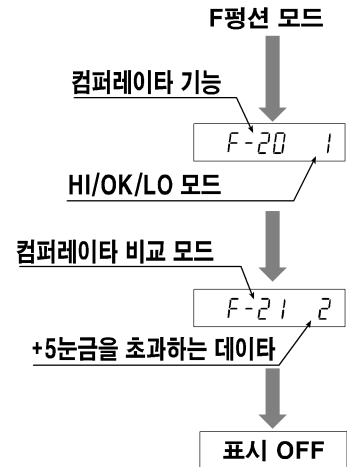 F펑션 모드
컴퍼레이타 기능
F-20 1
HI/OK/LO 모드
컴퍼레이타 비교 모드
F-21 2
+5눈금을 초과하는 데이타
표시 OFF